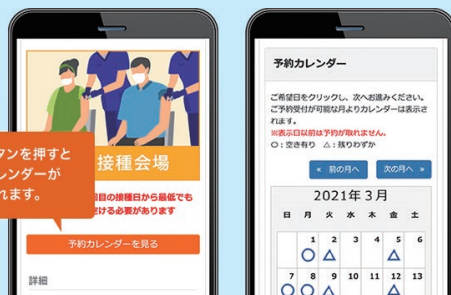 接種会場
タンを押すと
レンダーが
れます。
目の接種日から最低でも
ける必要があります
予約カレンダーを見る
詳細
予約カレンダー
ご希望日をクリックし、次へお進みください。
ご予約受付が可能な月よりカレンダーは表示さ
れます。
※表示日以前は予約が取れません。
○:空き有り △:残りわずか
« 前の月へ 次の月へ »
2021年3月
日 月 火 水 木 金 土
1 2 3 4 5 6
○ △ △
7 8 9 10 11 12 13
○ ○ △ △